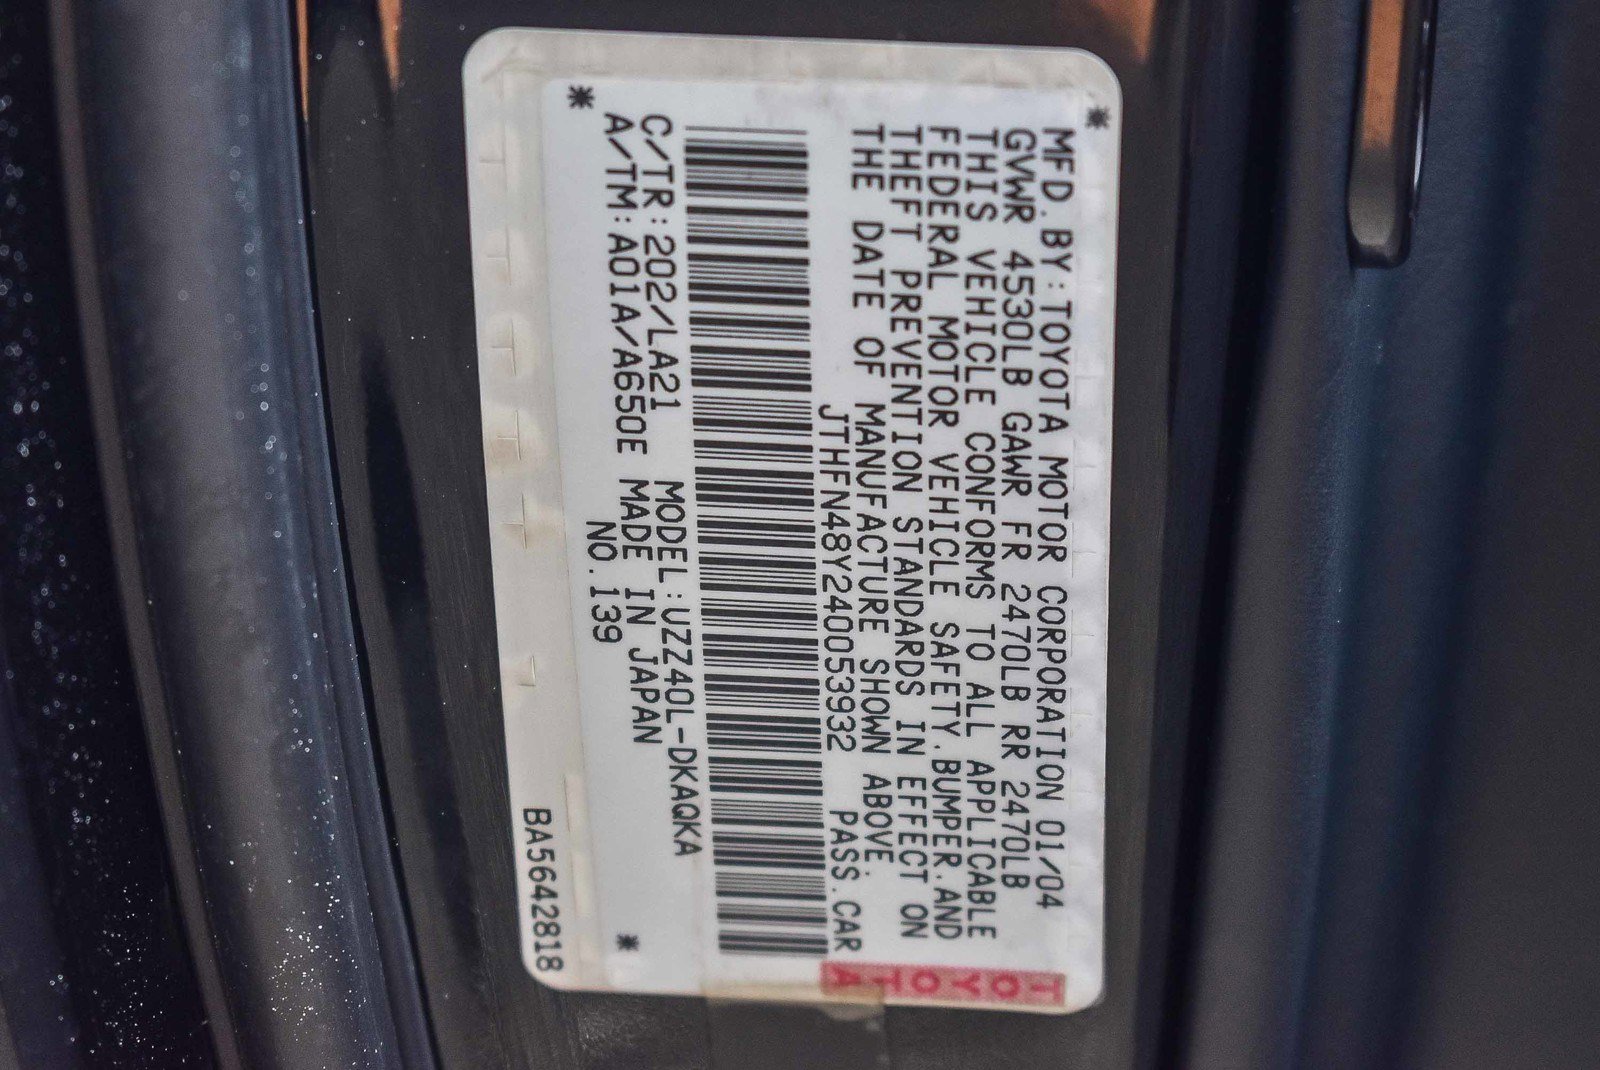 MFD. BY: TOYOTA MOTOR CORPORATION 01/04
GVWR 4530LB GAWR FR 2470LB RR 2470LB
THIS VEHICLE CONFORMS TO ALL APPLICABLE
FEDERAL MOTOR VEHICLE SAFETY. BUMPER. AND
THEFT PREVENTION STANDARDS IN EFFECT ON
THE DATE OF MANUFACTURE SHOWN ABOVE.
JTHFN48Y240053932 PASS. CAR
C/TR: 202/LA21 MODEL: UZZ40L-DKAQKA
A/TM: A01A/A650E MADE IN JAPAN
NO. 139
BA5642818
TOYOTA